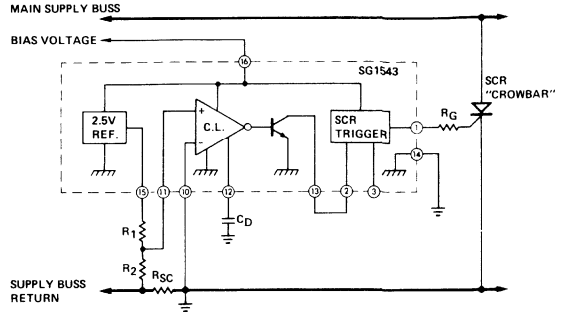 MAIN SUPPLY BUSS
BIAS VOLTAGE
16
SG1543
SCR
"CROWBAR"
2.5V
REF.
+
C.L.
-
SCR
TRIGGER
1
RG
14
15
11
10
12
13
2
3
R1
CD
R2
RSC
SUPPLY BUSS
RETURN